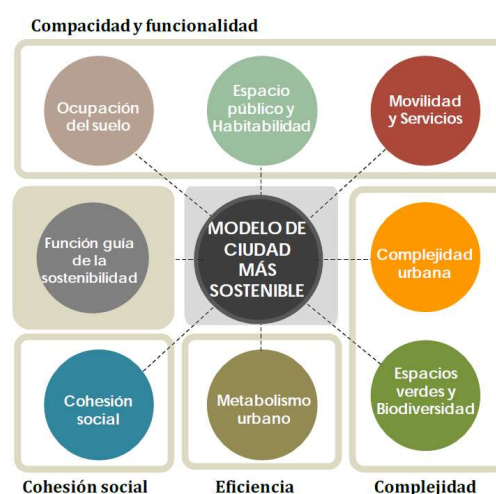 Compacidad y funcionalidad
Ocupación
del suelo
Espacio
público y
Habitabilidad
Movilidad
y Servicios
Función guía
de la
sostenibilidad
MODELO DE
CIUDAD
MÁS
SOSTENIBLE
Complejidad
urbana
Cohesión
social
Metabolismo
urbano
Espacios
verdes y
Biodiversidad
Cohesión social
Eficiencia
Complejidad